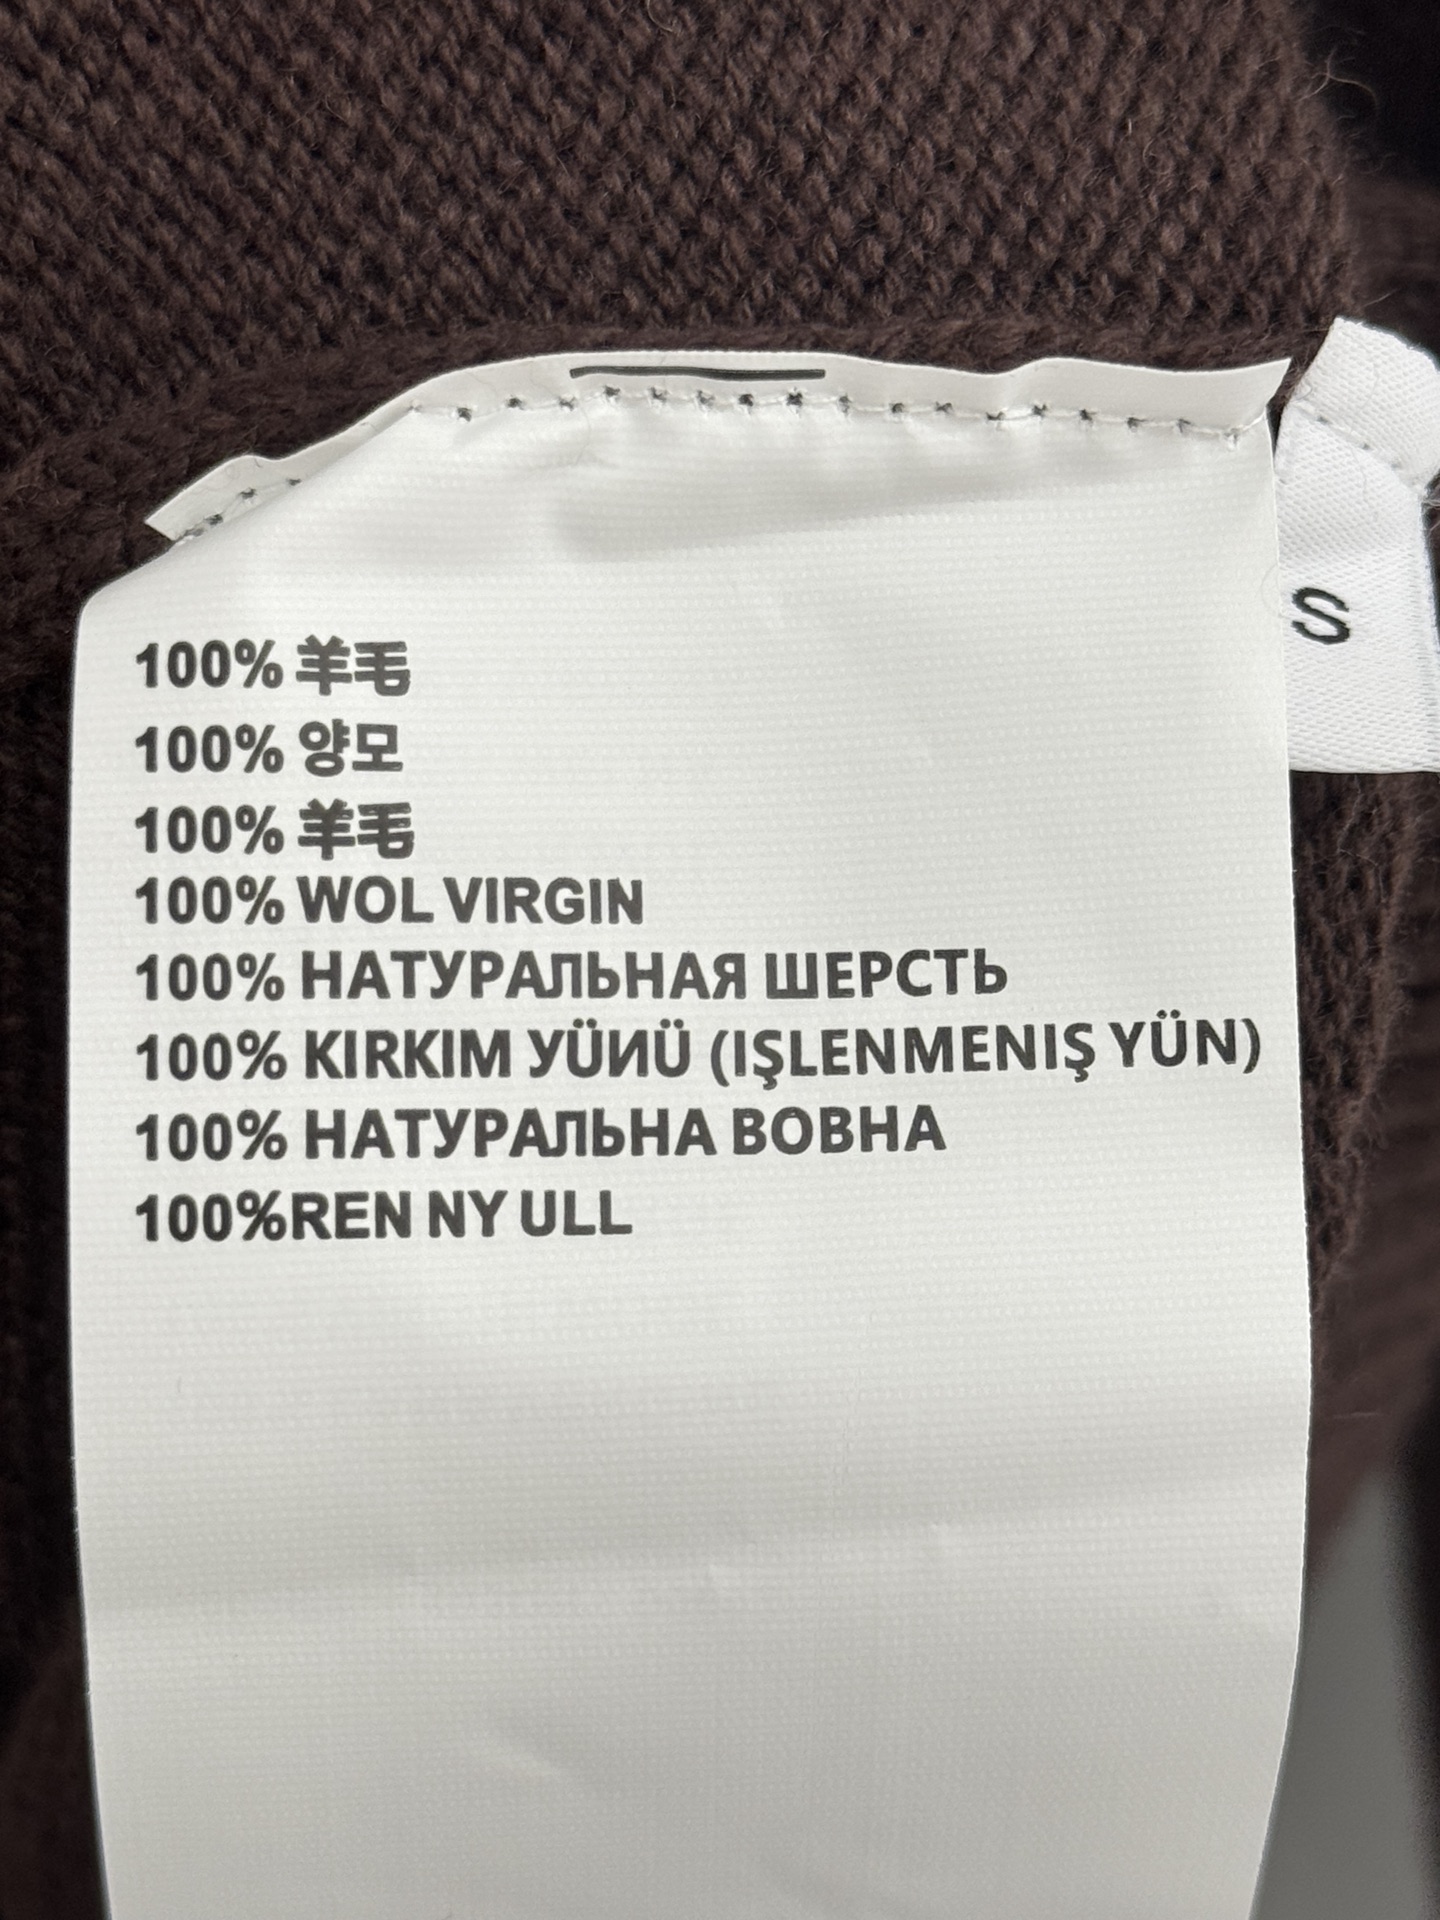 100% 羊毛
100% 양모
100% 羊毛
100% WOL VIRGIN
100% НАТУРАЛЬНАЯ ШЕРСТЬ
100% KIRKIM УÜИÜ (IŞLENMENIŞ YÜN)
100% НАТУРАЛЬНА ВОВНА
100%REN NY ULL
S